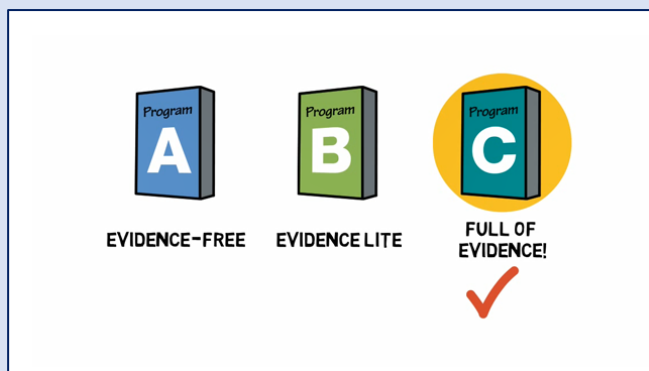 Program
A
Program
B
Program
C
EVIDENCE-FREE
EVIDENCE LITE
FULL OF
EVIDENCE!